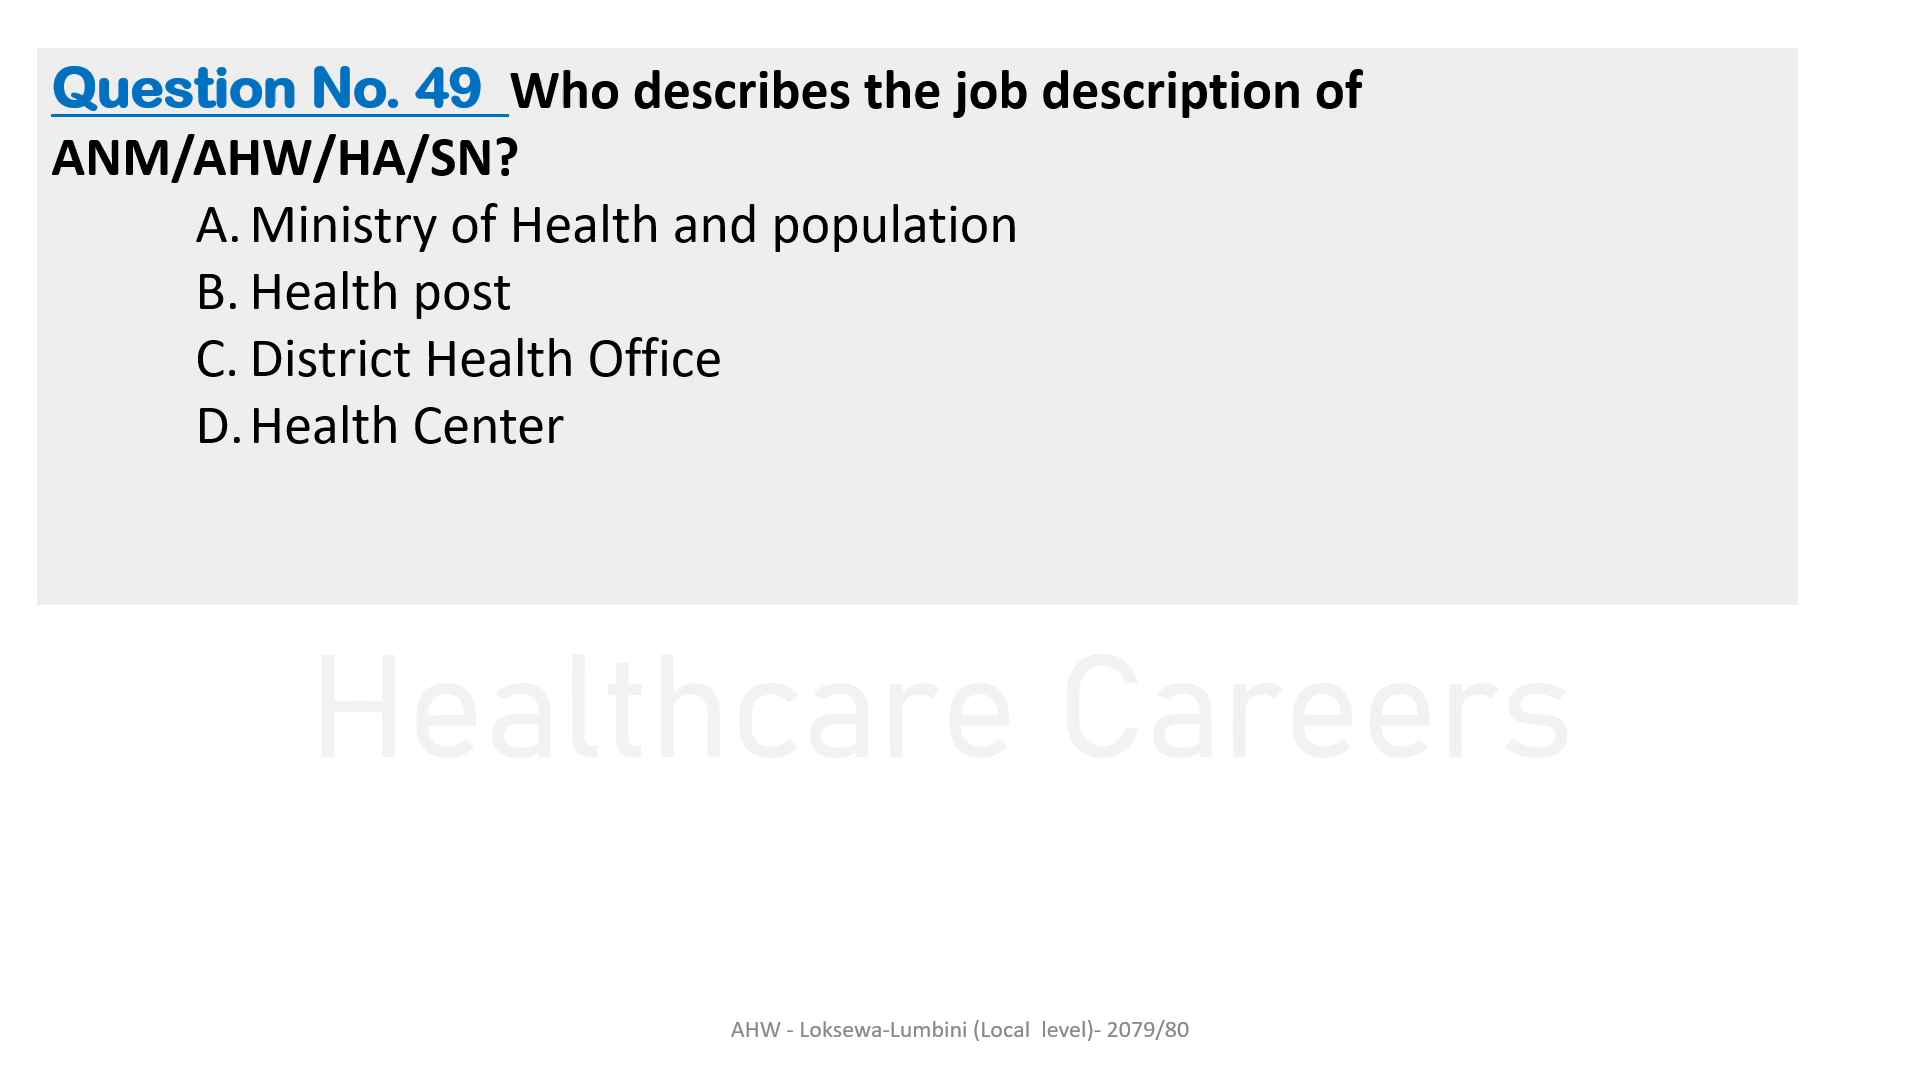 Question No. 49 Who describes the job description of
ANM/AHW/HA/SN?
A. Ministry of Health and population
B. Health post
C. District Health Office
D. Health Center
Healthcare Careers
AHW - Loksewa-Lumbini (Local level)- 2079/80